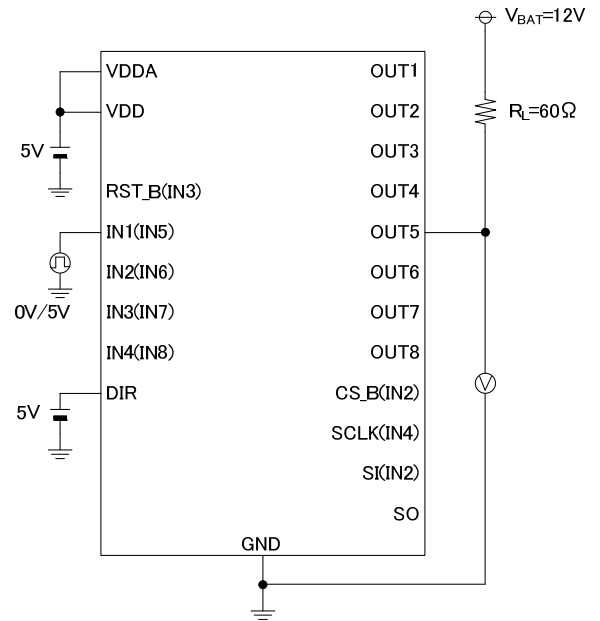 VBAT=12V
VDDA
OUT1
VDD
OUT2
RL=60Ω
5V
OUT3
RST_B(IN3)
OUT4
IN1(IN5)
OUT5
IN2(IN6)
OUT6
0V/5V
IN3(IN7)
OUT7
IN4(IN8)
OUT8
V
DIR
CS_B(IN2)
5V
SCLK(IN4)
SI(IN2)
SO
GND